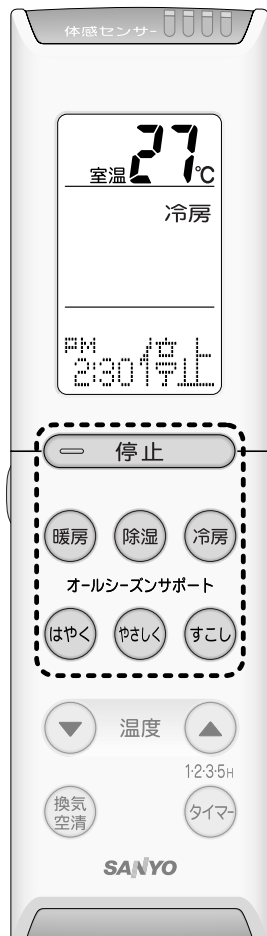 体感センサー
室温27℃
冷房
PM 2:30 停止
停止
暖房 除湿 冷房
オールシーズンサポート
はやく やさしく すこし
▼ 温度 ▲
1・2・3・5H
換気
空清
タイマー
SANYO